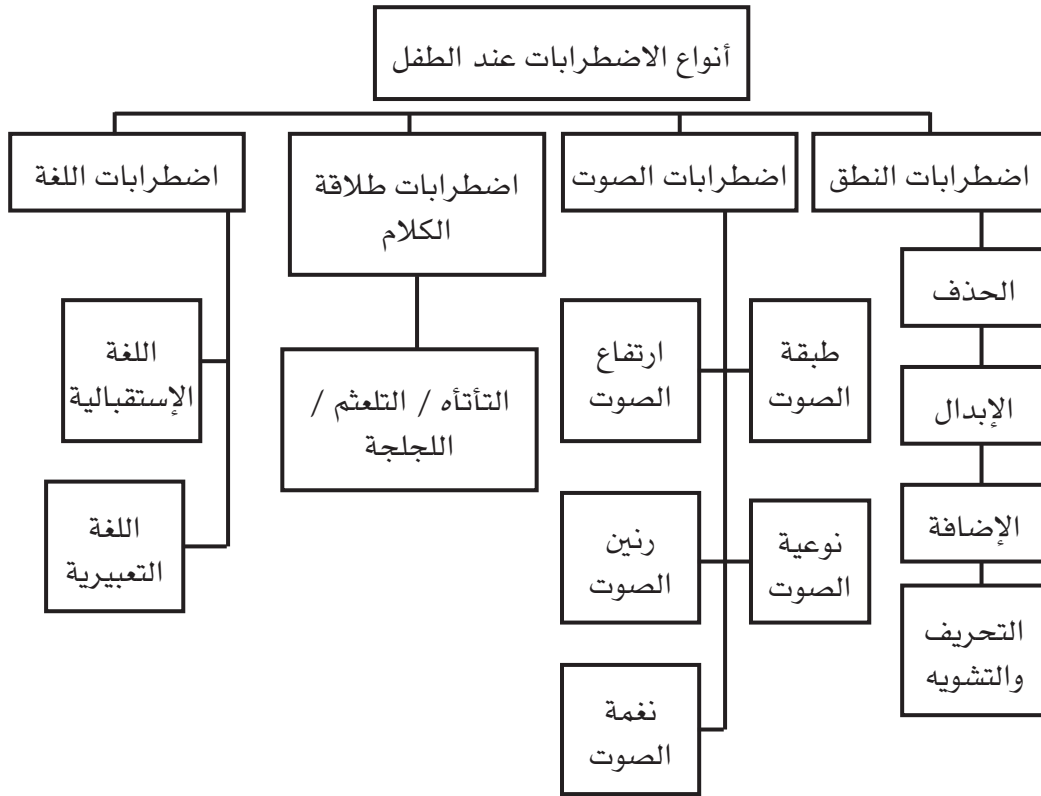 أنواع الاضطرابات عند الطفل
اضطرابات النطق
اضطرابات الصوت
اضطرابات طلاقة
الكلام
اضطرابات اللغة
الحذف
الإبدال
الإضافة
التحريف
والتشويه
طبقة
الصوت
ارتفاع
الصوت
نوعية
الصوت
رنين
الصوت
نغمة
الصوت
التأتأه / التلعثم /
اللجلجة
اللغة
الإستقبالية
اللغة
التعبيرية